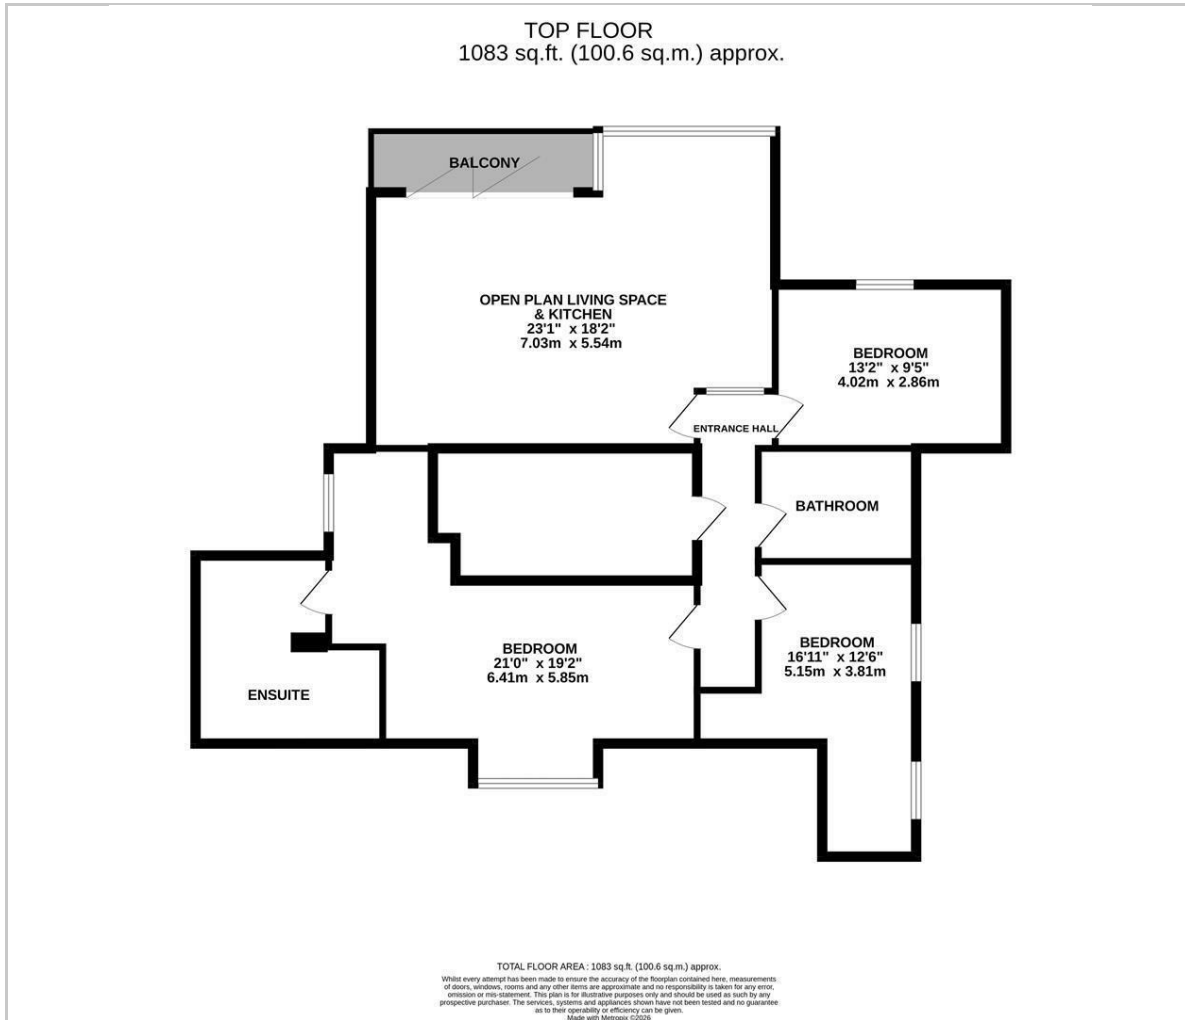 TOP FLOOR
1083 sq.ft. (100.6 sq.m.) approx.
BALCONY
OPEN PLAN LIVING SPACE
& KITCHEN
23'1" x 18'2"
7.03m x 5.54m
BEDROOM
13'2" x 9'5"
4.02m x 2.86m
ENTRANCE HALL
BATHROOM
BEDROOM
21'0" x 19'2"
6.41m x 5.85m
BEDROOM
16'11" x 12'6"
5.15m x 3.81m
ENSUITE
TOTAL FLOOR AREA : 1083 sq.ft. (100.6 sq.m.) approx.
Whilst every attempt has been made to ensure the accuracy of the floorplan contained here, measurements
of doors, windows, rooms and any other items are approximate and no responsibility is taken for any error,
omission or mis-statement. This plan is for illustrative purposes only and should be used as such by any
prospective purchaser. The services, systems and appliances shown have not been tested and no guarantee
as to their operability or efficiency can be given.
Made with Metropix ©2026